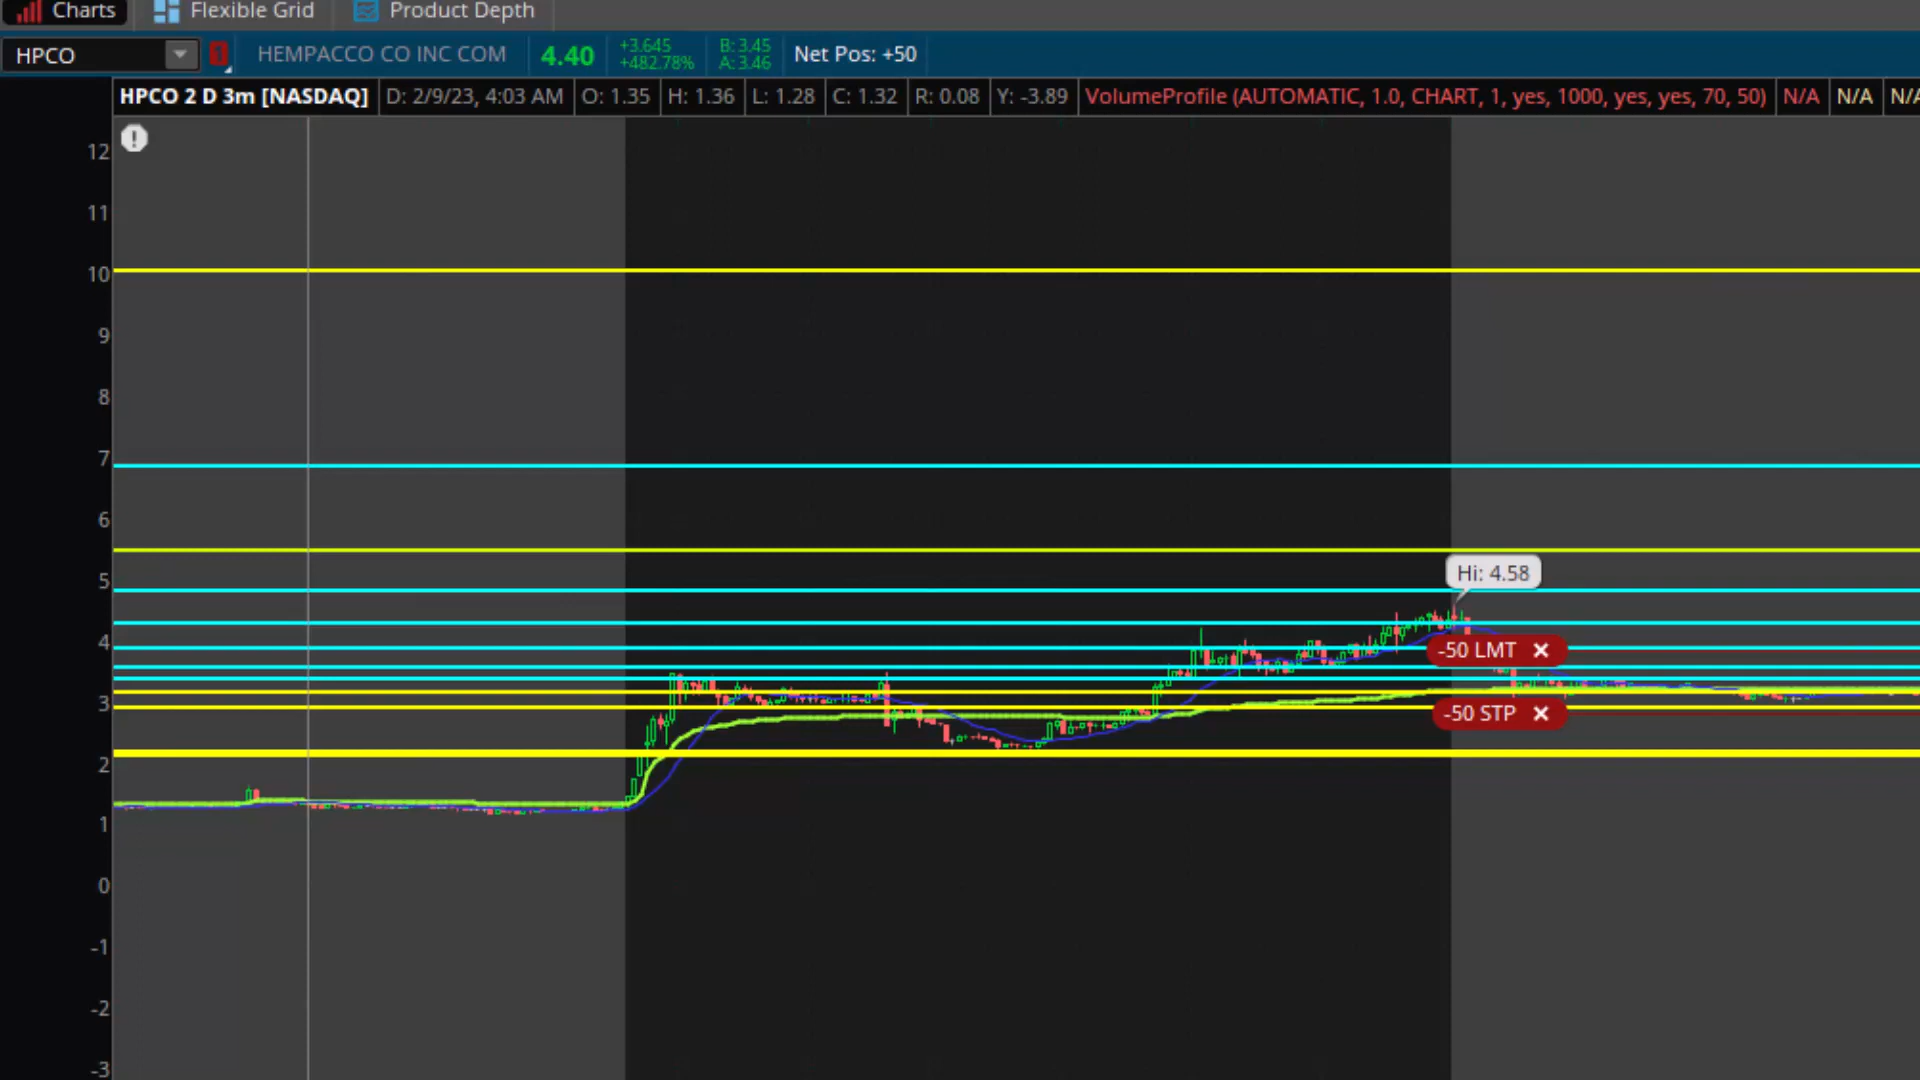 Charts Flexible Grid Product Depth
HPCO 1 HEMPACCO CO INC COM 4.40 +3.645 B: 3.45 Net Pos: +50
+482.78% A: 3.46
HPCO 2 D 3m [NASDAQ] D: 2/9/23, 4:03 AM O: 1.35 H: 1.36 L: 1.28 C: 1.32 R: 0.08 Y: -3.89 VolumeProfile (AUTOMATIC, 1.0, CHART, 1, yes, 1000, yes, yes, 70, 50) N/A N/A N/A
12
11
10
9
8
7
6
5
Hi: 4.58
4
-50 LMT
3
-50 STP
2
1
0
-1
-2
-3